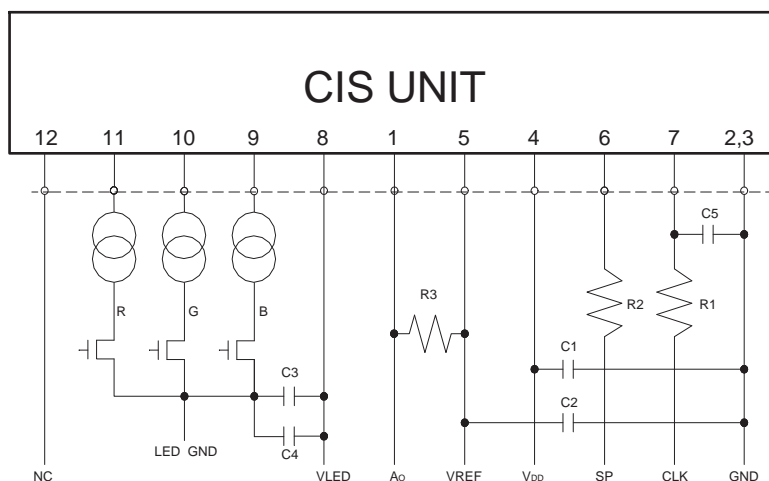 CIS UNIT
12 11 10 9 8 1 5 4 6 7 2,3
C5
R3
R2 R1
R G B
C1
C3
C2
LED GND C4
NC VLED AO VREF VDD SP CLK GND